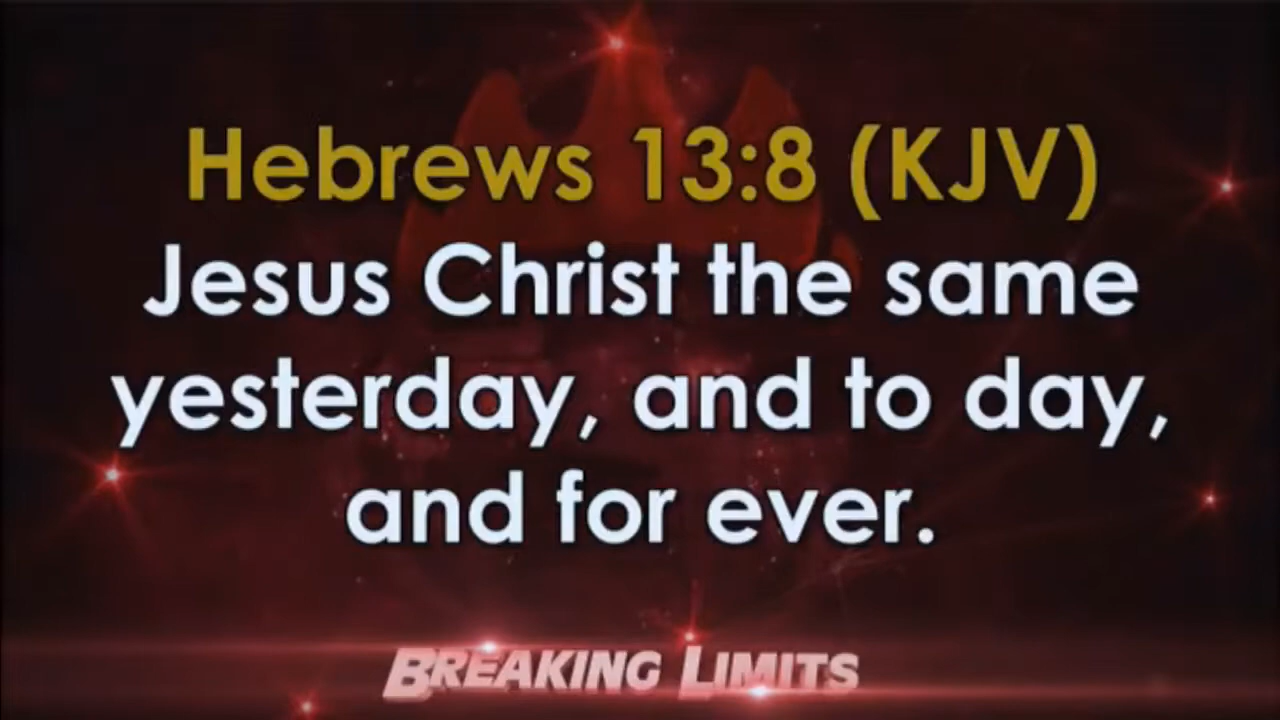 Hebrews 13:8 (KJV)
Jesus Christ the same
yesterday, and to day,
and for ever.
BREAKING LIMITS